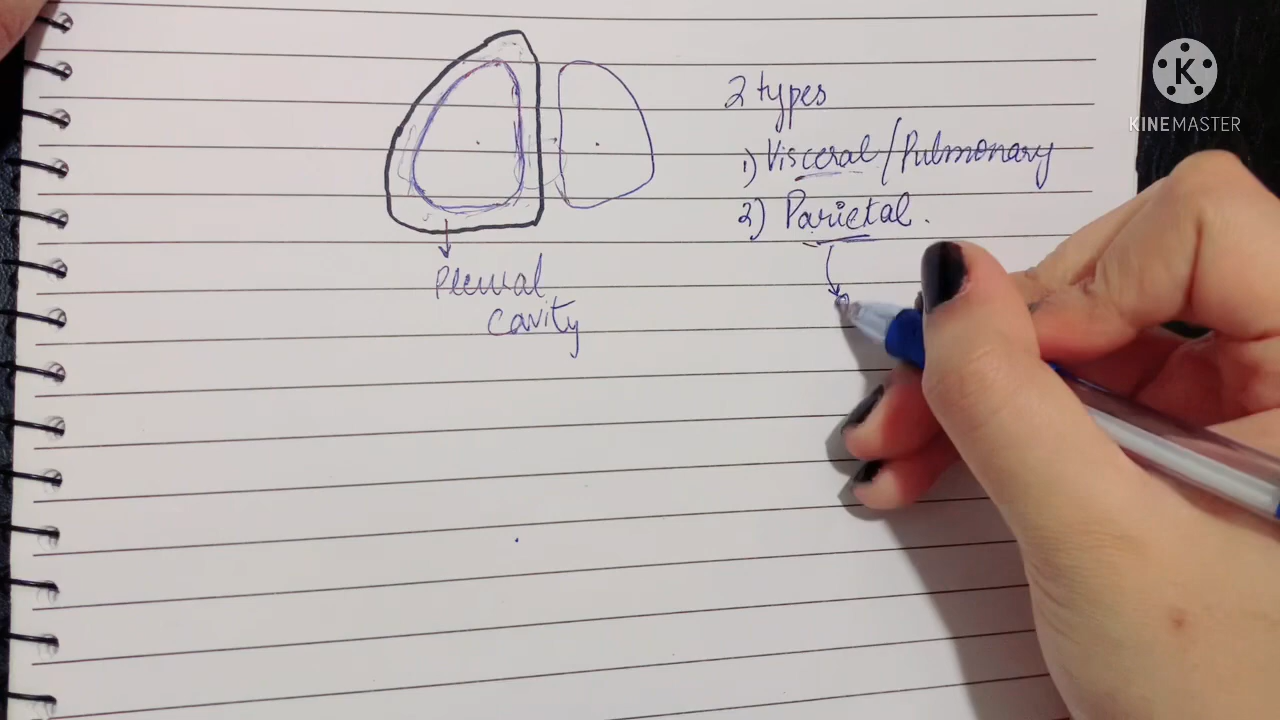 2 types
1) Visceral/Pulmonary
2) Parietal.
Pleural
cavity
K
KINEMASTER